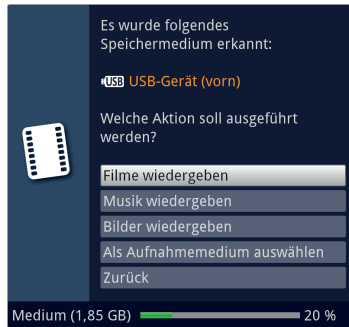 Es wurde folgendes
Speichermedium erkannt:
USB USB-Gerät (vorn)
Welche Aktion soll ausgeführt
werden?
Filme wiedergeben
Musik wiedergeben
Bilder wiedergeben
Als Aufnahmemedium auswählen
Zurück
Medium (1,85 GB) 20 %